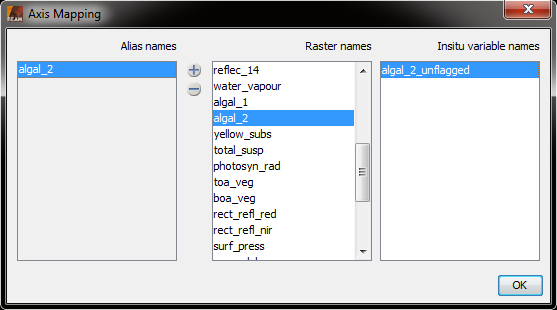 BEAM Axis Mapping
Alias names Raster names Insitu variable names
algal_2
reflec_14
water_vapour
algal_1
algal_2
yellow_subs
total_susp
photosyn_rad
toa_veg
boa_veg
rect_refl_red
rect_refl_nir
surf_press
algal_2_unflagged
OK